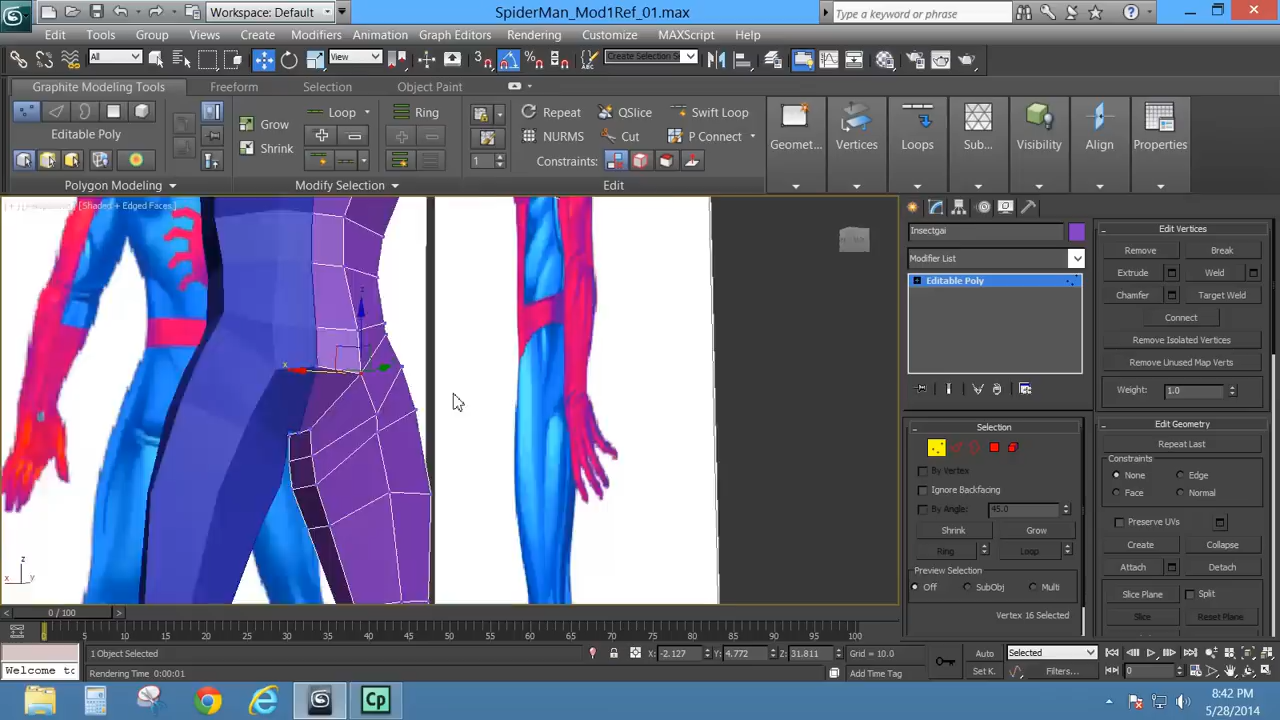 Workspace: Default
SpiderMan_Mod1Ref_01.max
Type a keyword or phrase
Edit Tools Group Views Create Modifiers Animation Graph Editors Rendering Customize MAXScript Help
All
View
Create Selection Se
Graphite Modeling Tools Freeform Selection Object Paint
Editable Poly
Grow
Shrink
Loop
Ring
Repeat QSlice Swift Loop
NURMS Cut P Connect
1
Constraints:
Geomet... Vertices Loops Sub... Visibility Align Properties
Polygon Modeling Modify Selection Edit
[Shaded + Edged Faces]
z
x
z
x y
Insectgai
Modifier List
Editable Poly
Selection
By Vertex
Ignore Backfacing
By Angle: 45.0
Shrink Grow
Ring Loop
Preview Selection
Off SubObj Multi
Vertex 16 Selected
Edit Vertices
Remove Break
Extrude Weld
Chamfer Target Weld
Connect
Remove Isolated Vertices
Remove Unused Map Verts
Weight: 1.0
Edit Geometry
Repeat Last
Constraints
None Edge
Face Normal
Preserve UVs
Create Collapse
Attach Detach
Slice Plane Split
Slice Reset Plane
0 / 100
0 5 10 15 20 25 30 35 40 45 50 55 60 65 70 75 80 85 90 95 100
1 Object Selected
X: -2.127 Y: 4.772 Z: 31.811
Grid = 10.0
Auto Selected
Welcome to
Rendering Time 0:00:01
Add Time Tag
Set K. Filters... 0
Cp
8:42 PM
5/28/2014